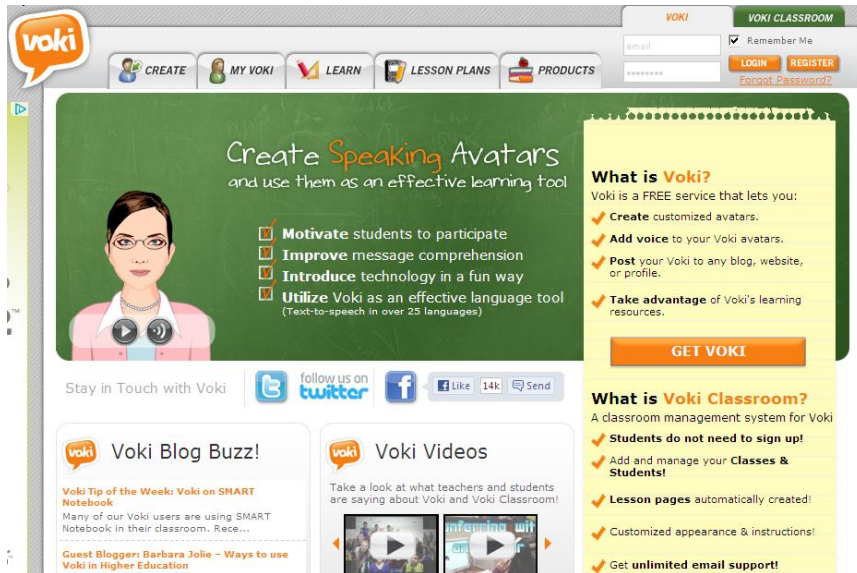 VOKI
VOKI CLASSROOM
voki
email
Remember Me
CREATE
MY VOKI
LEARN
LESSON PLANS
PRODUCTS
LOGIN
REGISTER
Forgot Password?
Create Speaking Avatars
and use them as an effective learning tool
Motivate students to participate
Improve message comprehension
Introduce technology in a fun way
Utilize Voki as an effective language tool
(Text-to-speech in over 25 languages)
What is Voki?
Voki is a FREE service that lets you:
Create customized avatars.
Add voice to your Voki avatars.
Post your Voki to any blog, website,
or profile.
Take advantage of Voki's learning
resources.
GET VOKI
Stay in Touch with Voki
follow us on
twitter
Like
14k
Send
What is Voki Classroom?
A classroom management system for Voki
Students do not need to sign up!
Add and manage your Classes &
Students!
Lesson pages automatically created!
Customized appearance & instructions!
Get unlimited email support!
voki
Voki Blog Buzz!
Voki Tip of the Week: Voki on SMART
Notebook
Many of our Voki users are using SMART
Notebook in their classroom. Rece...
Guest Blogger: Barbara Jolie – Ways to use
Voki in Higher Education
voki
Voki Videos
Take a look at what teachers and students
are saying about Voki and Voki Classroom!